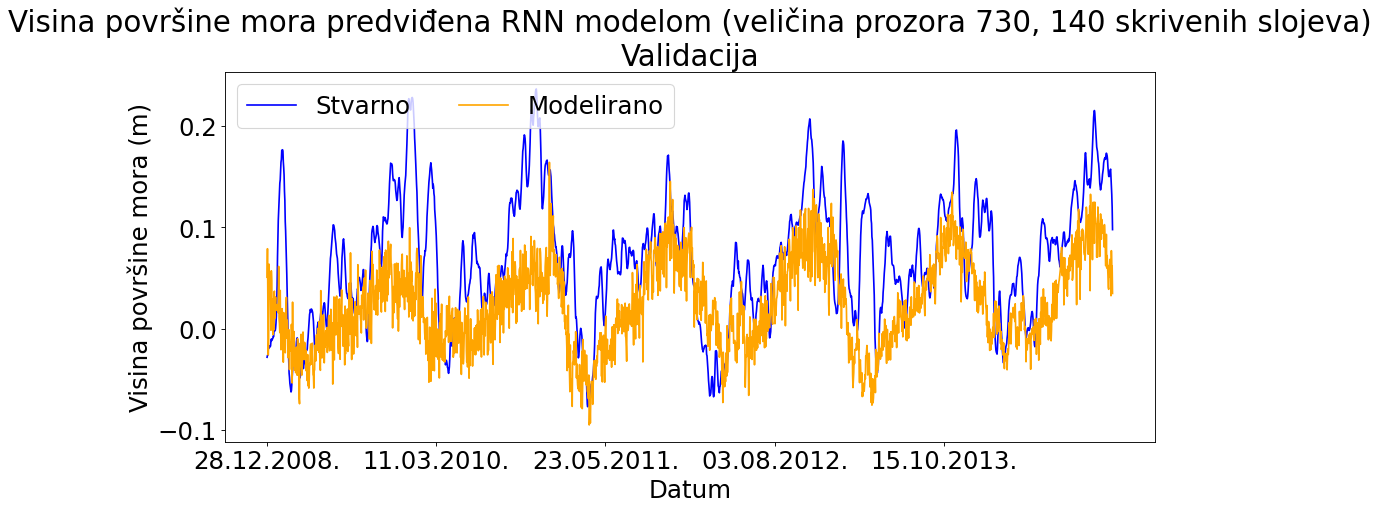 Visina površine mora predviđena RNN modelom (veličina prozora 730, 140 skrivenih slojeva)
Validacija
Stvarno Modelirano
Visina površine mora (m)
0.2
0.1
0.0
−0.1
28.12.2008. 11.03.2010. 23.05.2011. 03.08.2012. 15.10.2013.
Datum